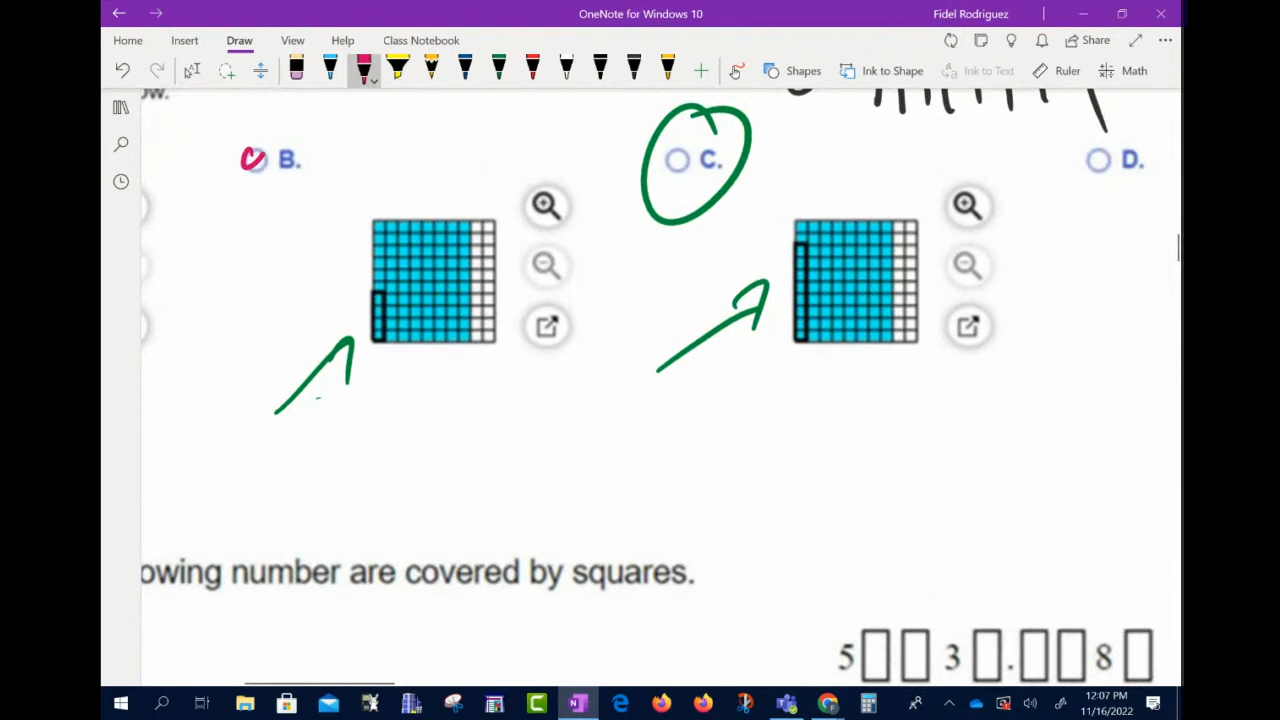 OneNote for Windows 10
Fidel Rodriguez
Home Insert Draw View Help Class Notebook
Share
Shapes
Ink to Shape
Ink to Text
Ruler
Math
ow.
B.
C.
D.
owing number are covered by squares.
5 3 . 8
12:07 PM
11/16/2022